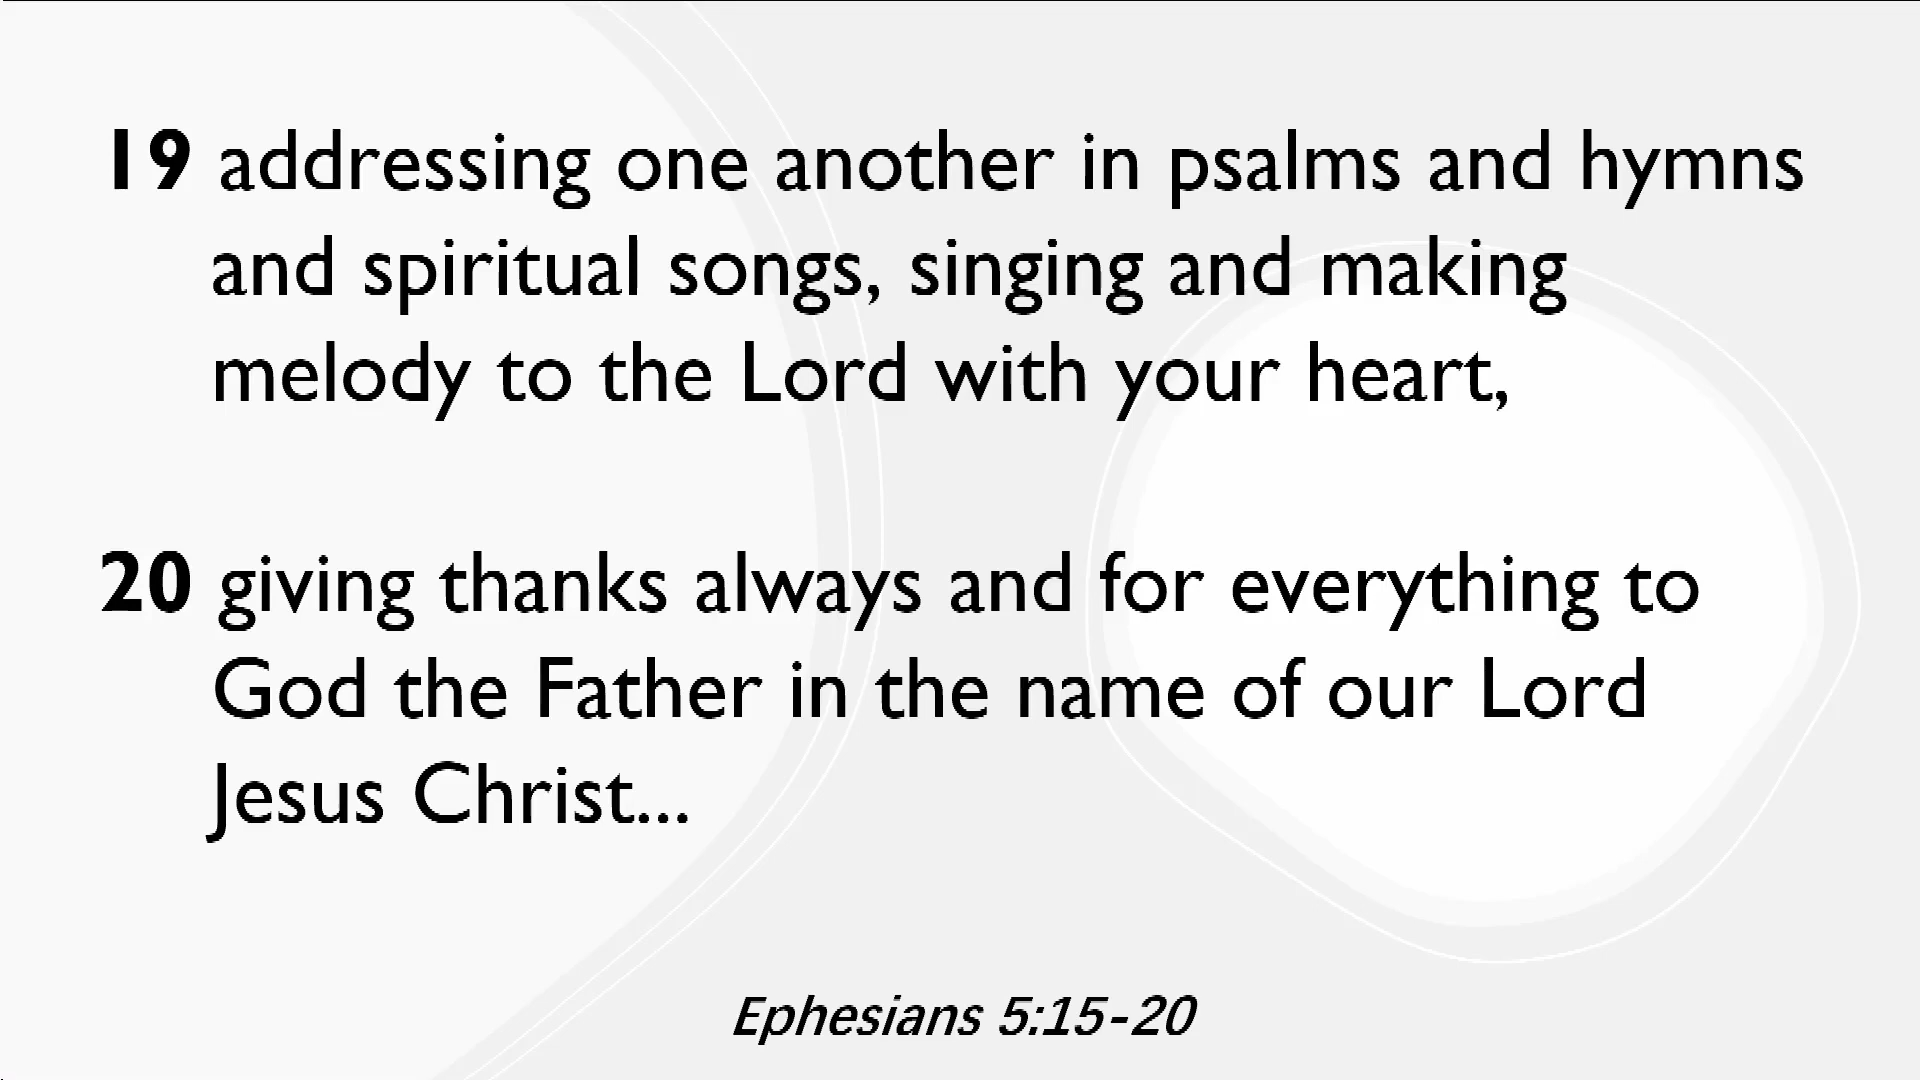 19 addressing one another in psalms and hymns
and spiritual songs, singing and making
melody to the Lord with your heart,
20 giving thanks always and for everything to
God the Father in the name of our Lord
Jesus Christ...
Ephesians 5:15-20